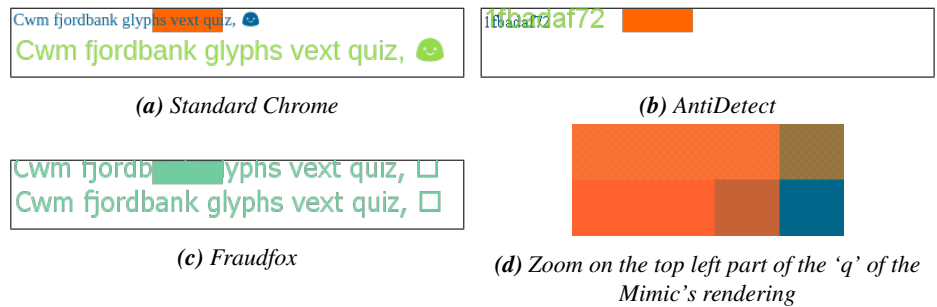 Cwm fjordbank glyphs vext quiz, 😃
Cwm fjordbank glyphs vext quiz, 😃
(a) Standard Chrome
1fbadaf72
1fbadaf72
(b) AntiDetect
Cwm fjordb yphs vext quiz, □
Cwm fjordbank glyphs vext quiz, □
(c) Fraudfox
(d) Zoom on the top left part of the ‘q’ of the
Mimic’s rendering